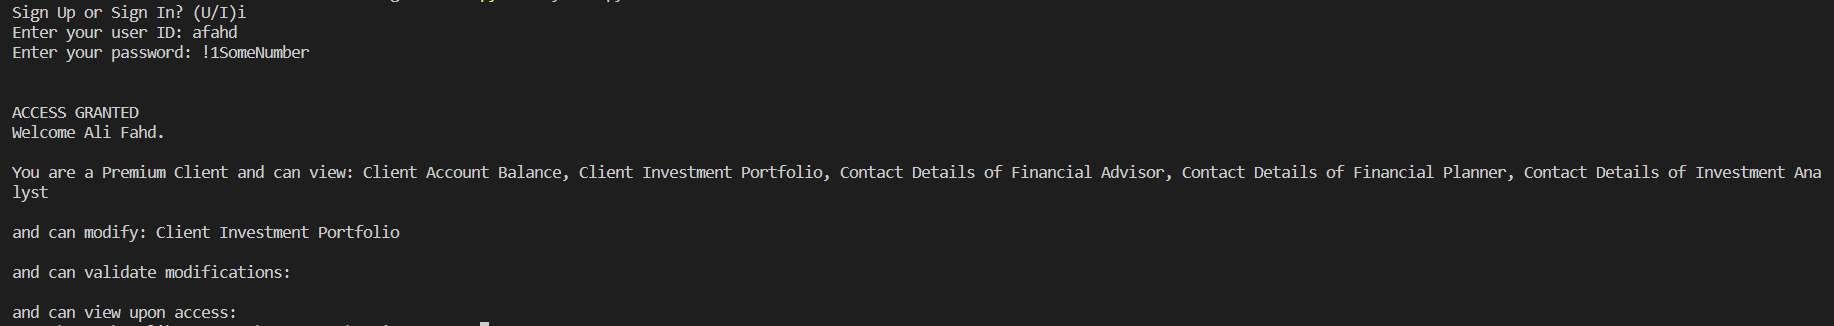 Sign Up or Sign In? (U/I)i
Enter your user ID: afahd
Enter your password: !1SomeNumber
ACCESS GRANTED
Welcome Ali Fahd.
You are a Premium Client and can view: Client Account Balance, Client Investment Portfolio, Contact Details of Financial Advisor, Contact Details of Financial Planner, Contact Details of Investment Ana
lyst
and can modify: Client Investment Portfolio
and can validate modifications:
and can view upon access: